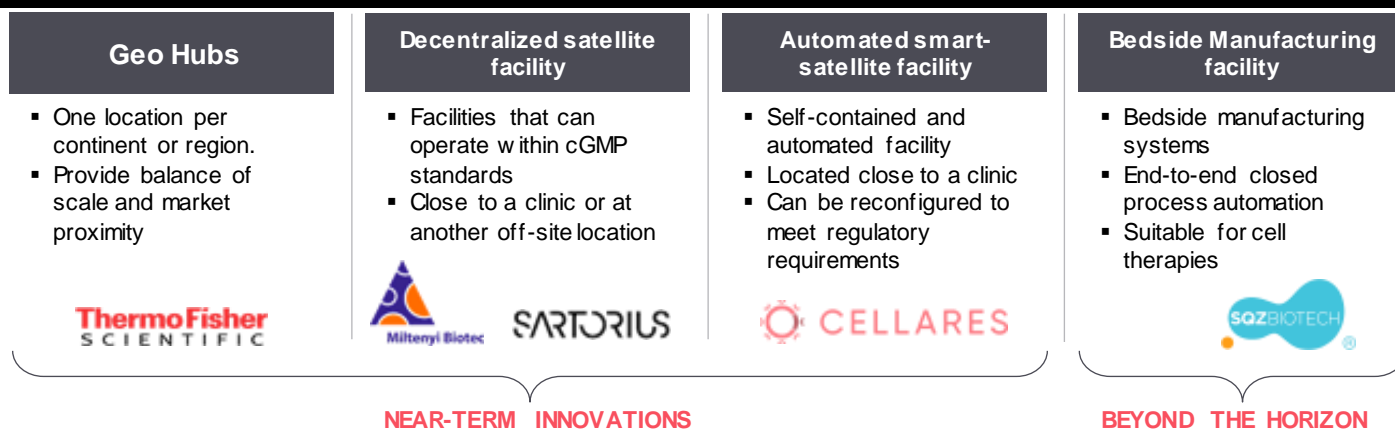 Geo Hubs
▪ One location per
continent or region.
▪ Provide balance of
scale and market
proximity
ThermoFisher
SCIENTIFIC
Decentralized satellite
facility
▪ Facilities that can
operate within cGMP
standards
▪ Close to a clinic or at
another off-site location
Miltenyi Biotec
SARTORIUS
Automated smart-
satellite facility
▪ Self-contained and
automated facility
▪ Located close to a clinic
▪ Can be reconfigured to
meet regulatory
requirements
CELLARES
Bedside Manufacturing
facility
▪ Bedside manufacturing
systems
▪ End-to-end closed
process automation
▪ Suitable for cell
therapies
SQZBIOTECH
®
NEAR-TERM INNOVATIONS
BEYOND THE HORIZON